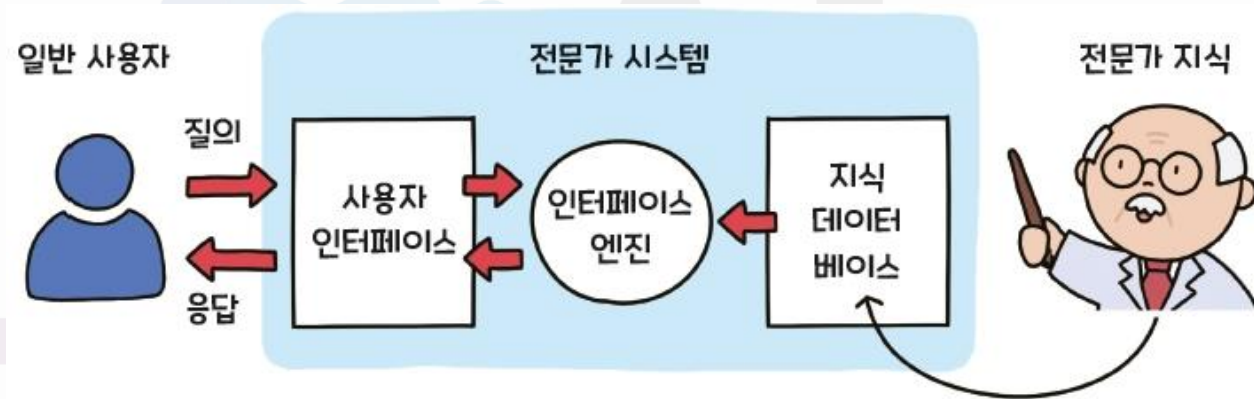 일반 사용자
전문가 시스템
전문가 지식
질의
응답
사용자
인터페이스
인터페이스
엔진
지식
데이터
베이스